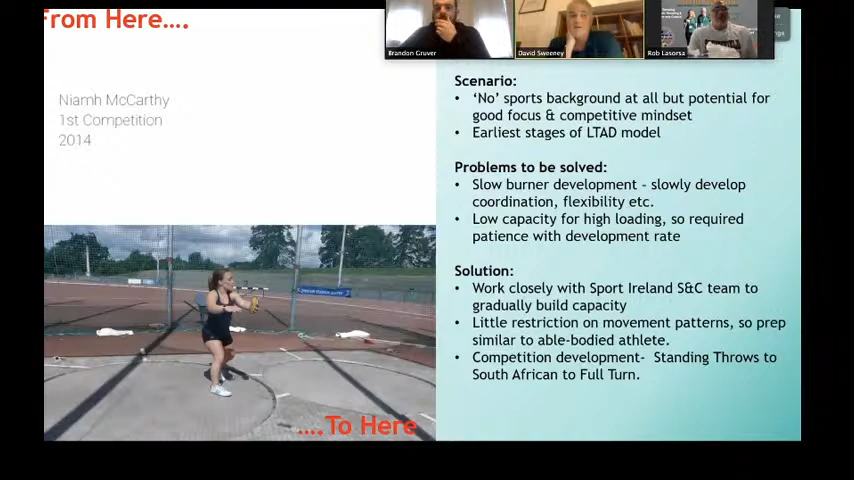 From Here....
Niamh McCarthy
1st Competition
2014
....To Here
Brandon Gruver
David Sweeney
Rob Lasorsa
Scenario:
• ‘No’ sports background at all but potential for
good focus & competitive mindset
• Earliest stages of LTAD model
Problems to be solved:
• Slow burner development - slowly develop
coordination, flexibility etc.
• Low capacity for high loading, so required
patience with development rate
Solution:
• Work closely with Sport Ireland S&C team to
gradually build capacity
• Little restriction on movement patterns, so prep
similar to able-bodied athlete.
• Competition development- Standing Throws to
South African to Full Turn.